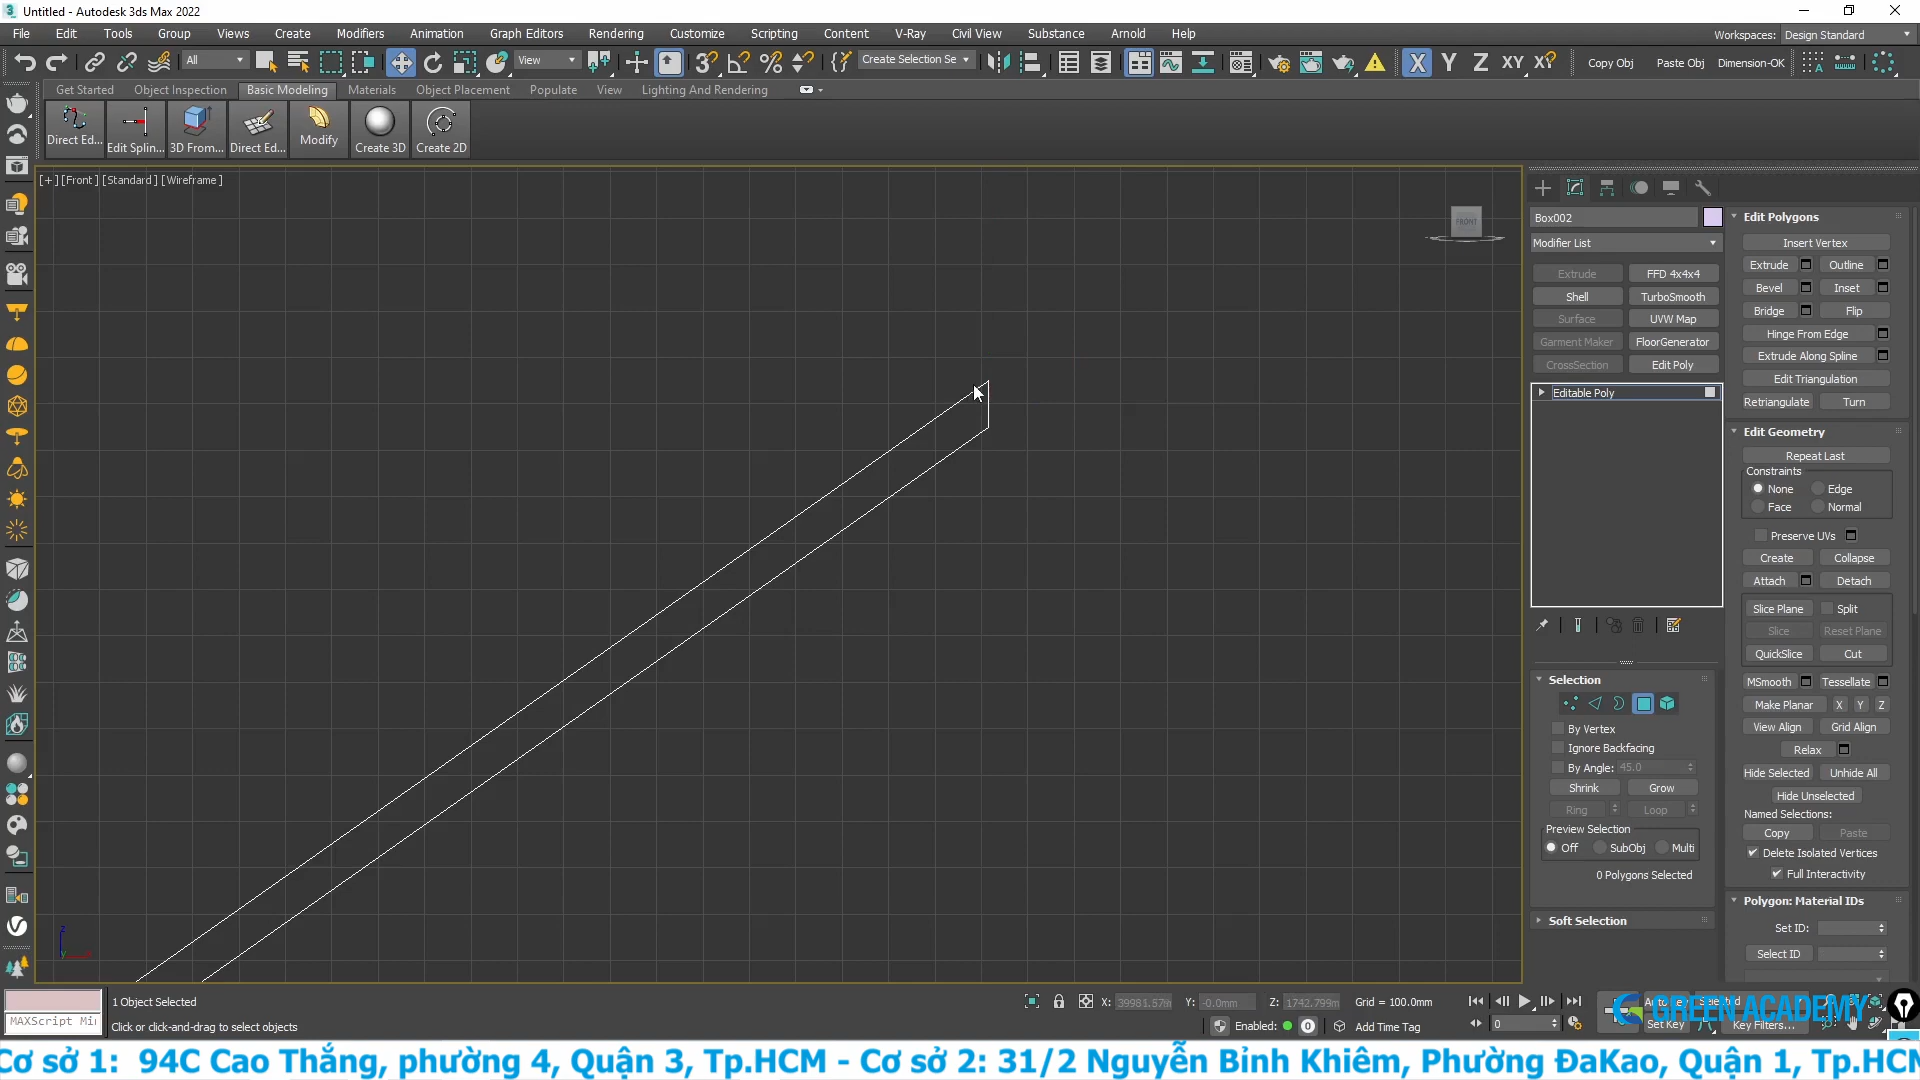 Untitled - Autodesk 3ds Max 2022
File Edit Tools Group Views Create Modifiers Animation Graph Editors Rendering Customize Scripting Content V-Ray Civil View Substance Arnold Help
Workspaces: Design Standard
All View Create Selection Se X Y Z XY Copy Obj Paste Obj Dimension-OK
Get Started Object Inspection Basic Modeling Materials Object Placement Populate View Lighting And Rendering
Direct Ed... Edit Splin... 3D From... Direct Ed... Modify Create 3D Create 2D
[+] [Front ] [Standard ] [Wireframe ]
FRONT
Box002
Modifier List
Extrude FFD 4x4x4
Shell TurboSmooth
Surface UVW Map
Garment Maker FloorGenerator
CrossSection Edit Poly
Editable Poly
Selection
By Vertex
Ignore Backfacing
By Angle: 45.0
Shrink Grow
Ring Loop
Preview Selection
Off SubObj Multi
0 Polygons Selected
Soft Selection
Edit Polygons
Insert Vertex
Extrude Outline
Bevel Inset
Bridge Flip
Hinge From Edge
Extrude Along Spline
Edit Triangulation
Retriangulate Turn
Edit Geometry
Repeat Last
Constraints
None Edge
Face Normal
Preserve UVs
Create Collapse
Attach Detach
Slice Plane Split
Slice Reset Plane
QuickSlice Cut
MSmooth Tessellate
Make Planar X Y Z
View Align Grid Align
Relax
Hide Selected Unhide All
Hide Unselected
Named Selections:
Copy Paste
Delete Isolated Vertices
Full Interactivity
Polygon: Material IDs
Set ID:
Select ID
z
1 Object Selected
X: Y: -0.0mm Z: 1742.799m Grid = 100.0mm
MAXScript Mi
Click or click-and-drag to select objects
Enabled: 0 Add Time Tag 0
Set Key Key Filters...
GREEN ACADEMY
Cơ sở 1: 94C Cao Thắng, phường 4, Quận 3, Tp.HCM - Cơ sở 2: 31/2 Nguyễn Bỉnh Khiêm, Phường ĐaKao, Quận 1, Tp.HCM